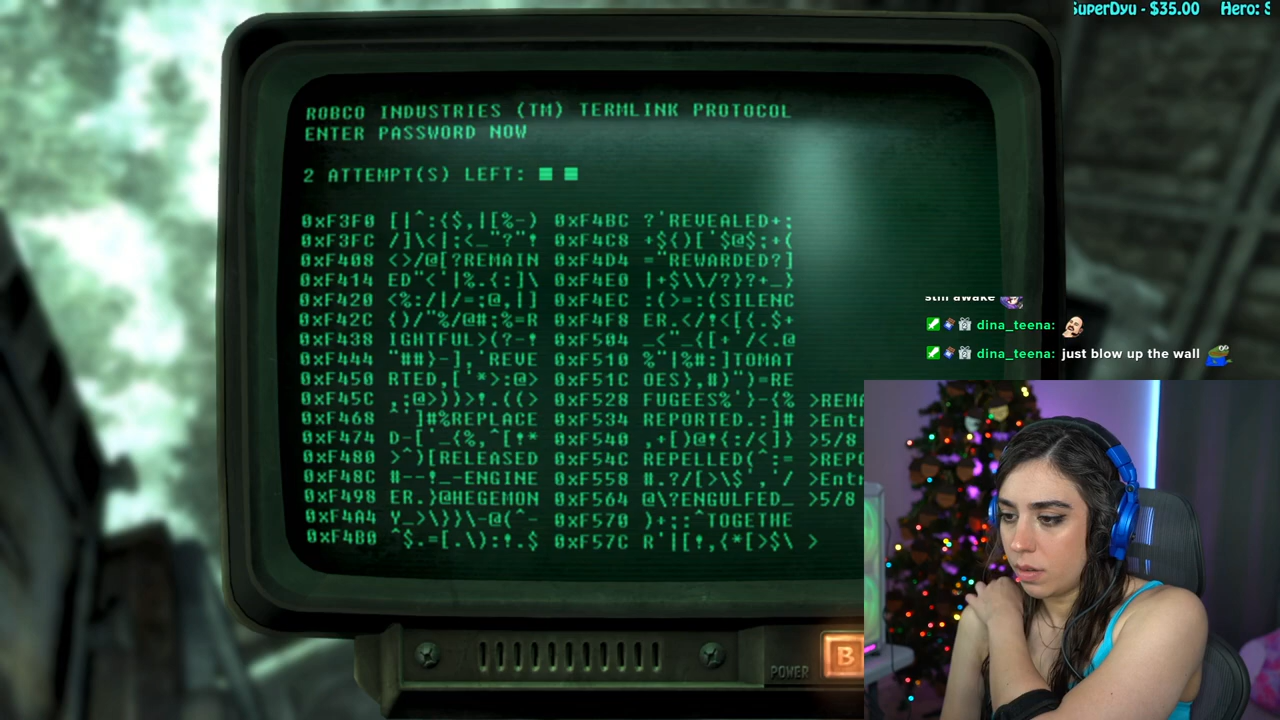 SuperDyu - $35.00 Hero: S
ROBCO INDUSTRIES (TM) TERMLINK PROTOCOL
ENTER PASSWORD NOW
2 ATTEMPT(S) LEFT: ■ ■
0xF3F0 [|^:{$,|[%-) 0xF4BC ?'REVEALED+;
0xF3FC /]\<|:<_"?"! 0xF4C8 +${)['$@$;+(
0xF408 <>/@[?REMAIN 0xF4D4 ="REWARDED?]
0xF414 ED"<'|%.{:]\ 0xF4E0 |+$\\/?}?+_}
0xF420 <%:/|/=;@,|] 0xF4EC :(>=:(SILENC
0xF42C {)/"%/@#;%=R 0xF4F8 ER.</!<[{.$+
0xF438 IGHTFUL>(?-! 0xF504 _<"_{[+'/<.@
0xF444 "##}-],'REVE 0xF510 %"|%#:]TOMAT
0xF450 RTED,['*>:@> 0xF51C OES},#)")=RE
0xF45C ,;@>))>!.((> 0xF528 FUGEES%'}-{% >REMA
0xF468 ^']#%REPLACE 0xF534 REPORTED.:]# >Entr
0xF474 D-['_{%,^[!* 0xF540 ,+[)@!{:/<]} >5/8
0xF480 >^)[RELEASED 0xF54C REPELLED(^:= >REPO
0xF48C #--!_-ENGINE 0xF558 #.?/[>\$','/ >Entr
0xF498 ER.}@HEGEMON 0xF564 @\?ENGULFED_ >5/8
0xF4A4 Y_>\}}\-@(^- 0xF570 )+;:^TOGETHE
0xF4B0 ^$.=[.\):!.$ 0xF57C R'|[!,{*[>$\ >
still awake
dina_teena:
dina_teena: just blow up the wall
POWER
B